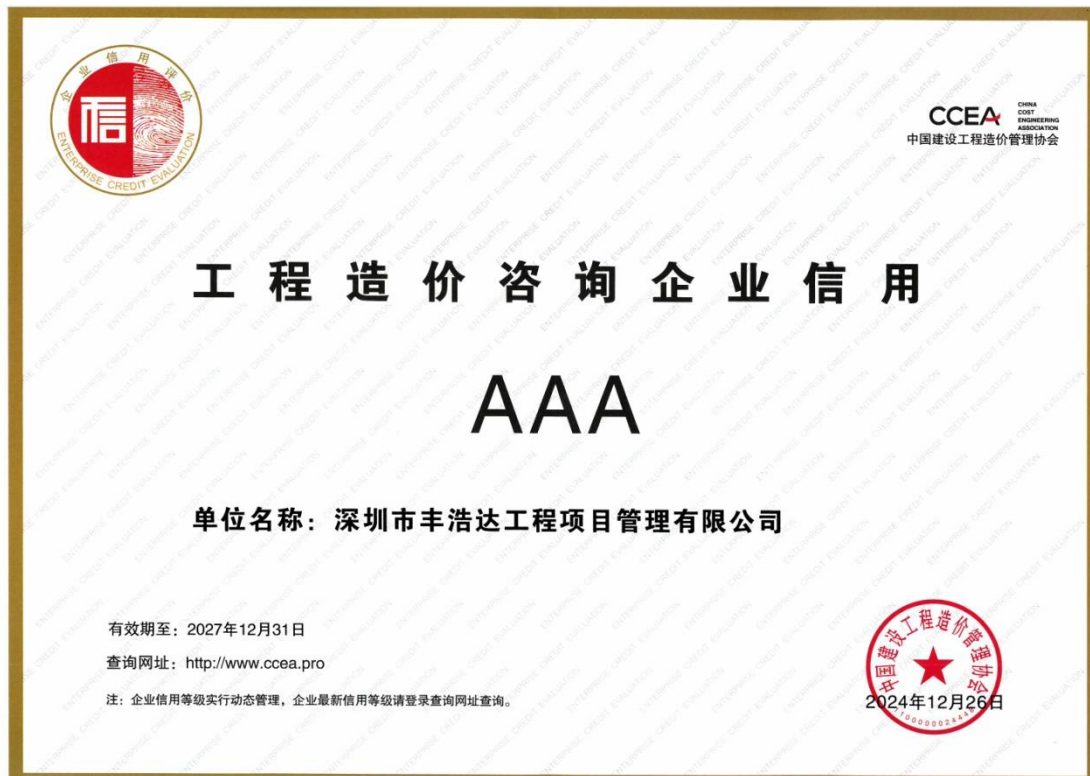 企业信用评价
ENTERPRISE CREDIT EVALUATION
信
CCEA
CHINA
COST
ENGINEERING
ASSOCIATION
中国建设工程造价管理协会
工程造价咨询企业信用
AAA
单位名称：深圳市丰浩达工程项目管理有限公司
有效期至：2027年12月31日
查询网址：http://www.ccea.pro
注：企业信用等级实行动态管理，企业最新信用等级请登录查询网址查询。
中国建设工程造价管理协会
2024年12月26日